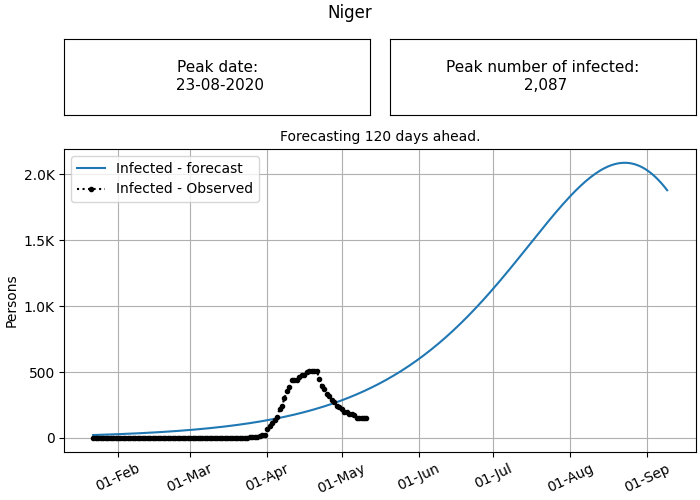 Niger
Peak date:
23-08-2020
Peak number of infected:
2,087
Forecasting 120 days ahead.
Infected - forecast
Infected - Observed
Persons
2.0K
1.5K
1.0K
500
0
01-Feb
01-Mar
01-Apr
01-May
01-Jun
01-Jul
01-Aug
01-Sep